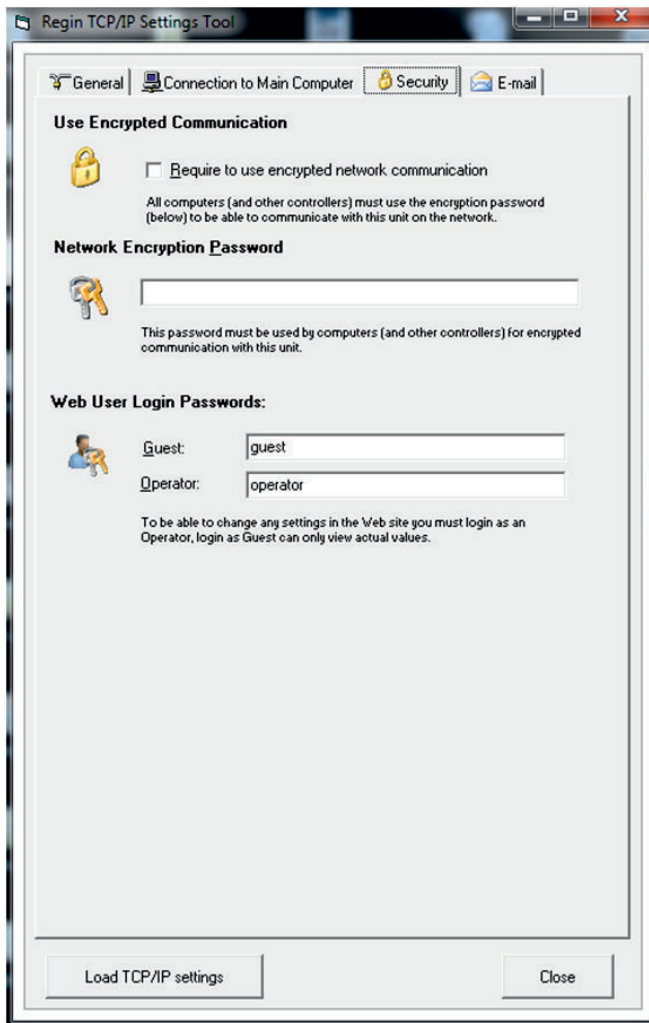 Regin TCP/IP Settings Tool
General Connection to Main Computer Security E-mail
Use Encrypted Communication
Require to use encrypted network communication
All computers (and other controllers) must use the encryption password
(below) to be able to communicate with this unit on the network.
Network Encryption Password
This password must be used by computers (and other controllers) for encrypted
communication with this unit.
Web User Login Passwords:
Guest: guest
Operator: operator
To be able to change any settings in the Web site you must login as an
Operator, login as Guest can only view actual values.
Load TCP/IP settings Close